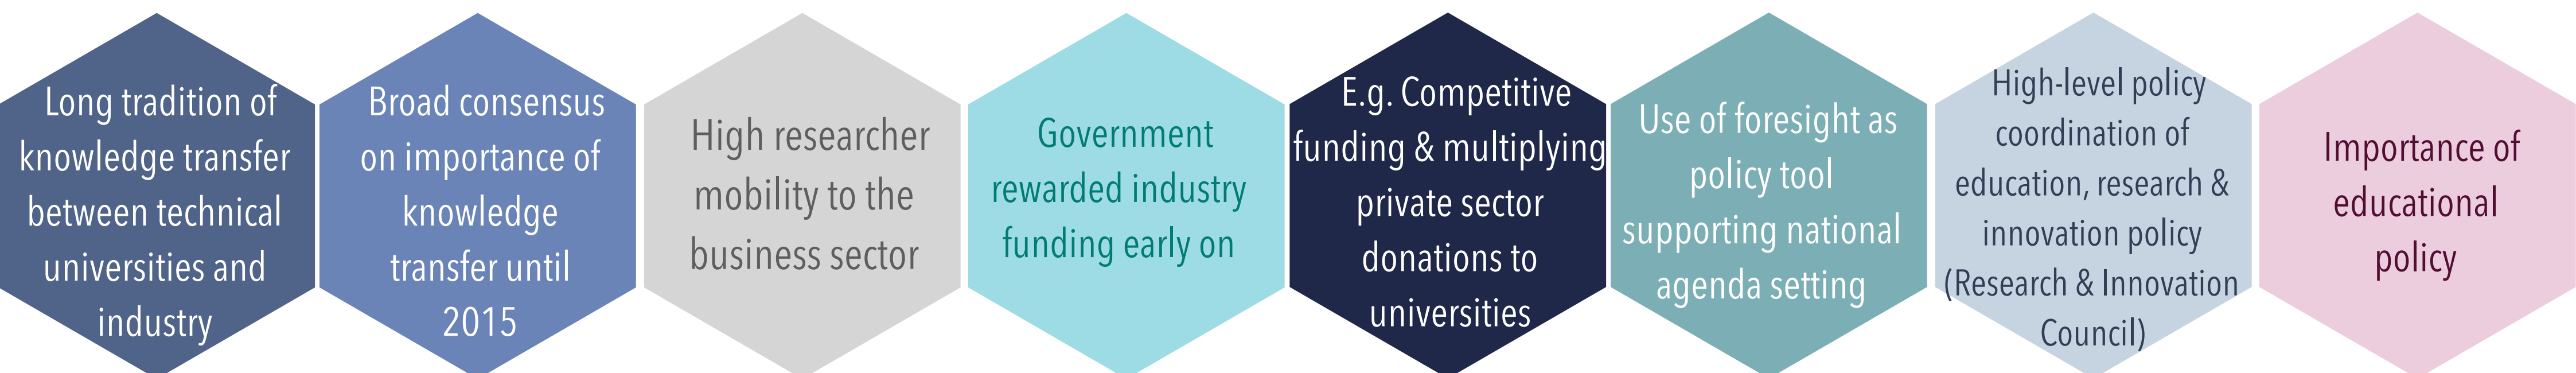 Long tradition of
knowledge transfer
between technical
universities and
industry
Broad consensus
on importance of
knowledge
transfer until
2015
High researcher
mobility to the
business sector
Government
rewarded industry
funding early on
E.g. Competitive
funding & multiplying
private sector
donations to
universities
Use of foresight as
policy tool
supporting national
agenda setting
High-level policy
coordination of
education, research &
innovation policy
(Research & Innovation
Council)
Importance of
educational
policy